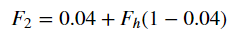 F₂ = 0.04 + Fₕ(1 − 0.04)